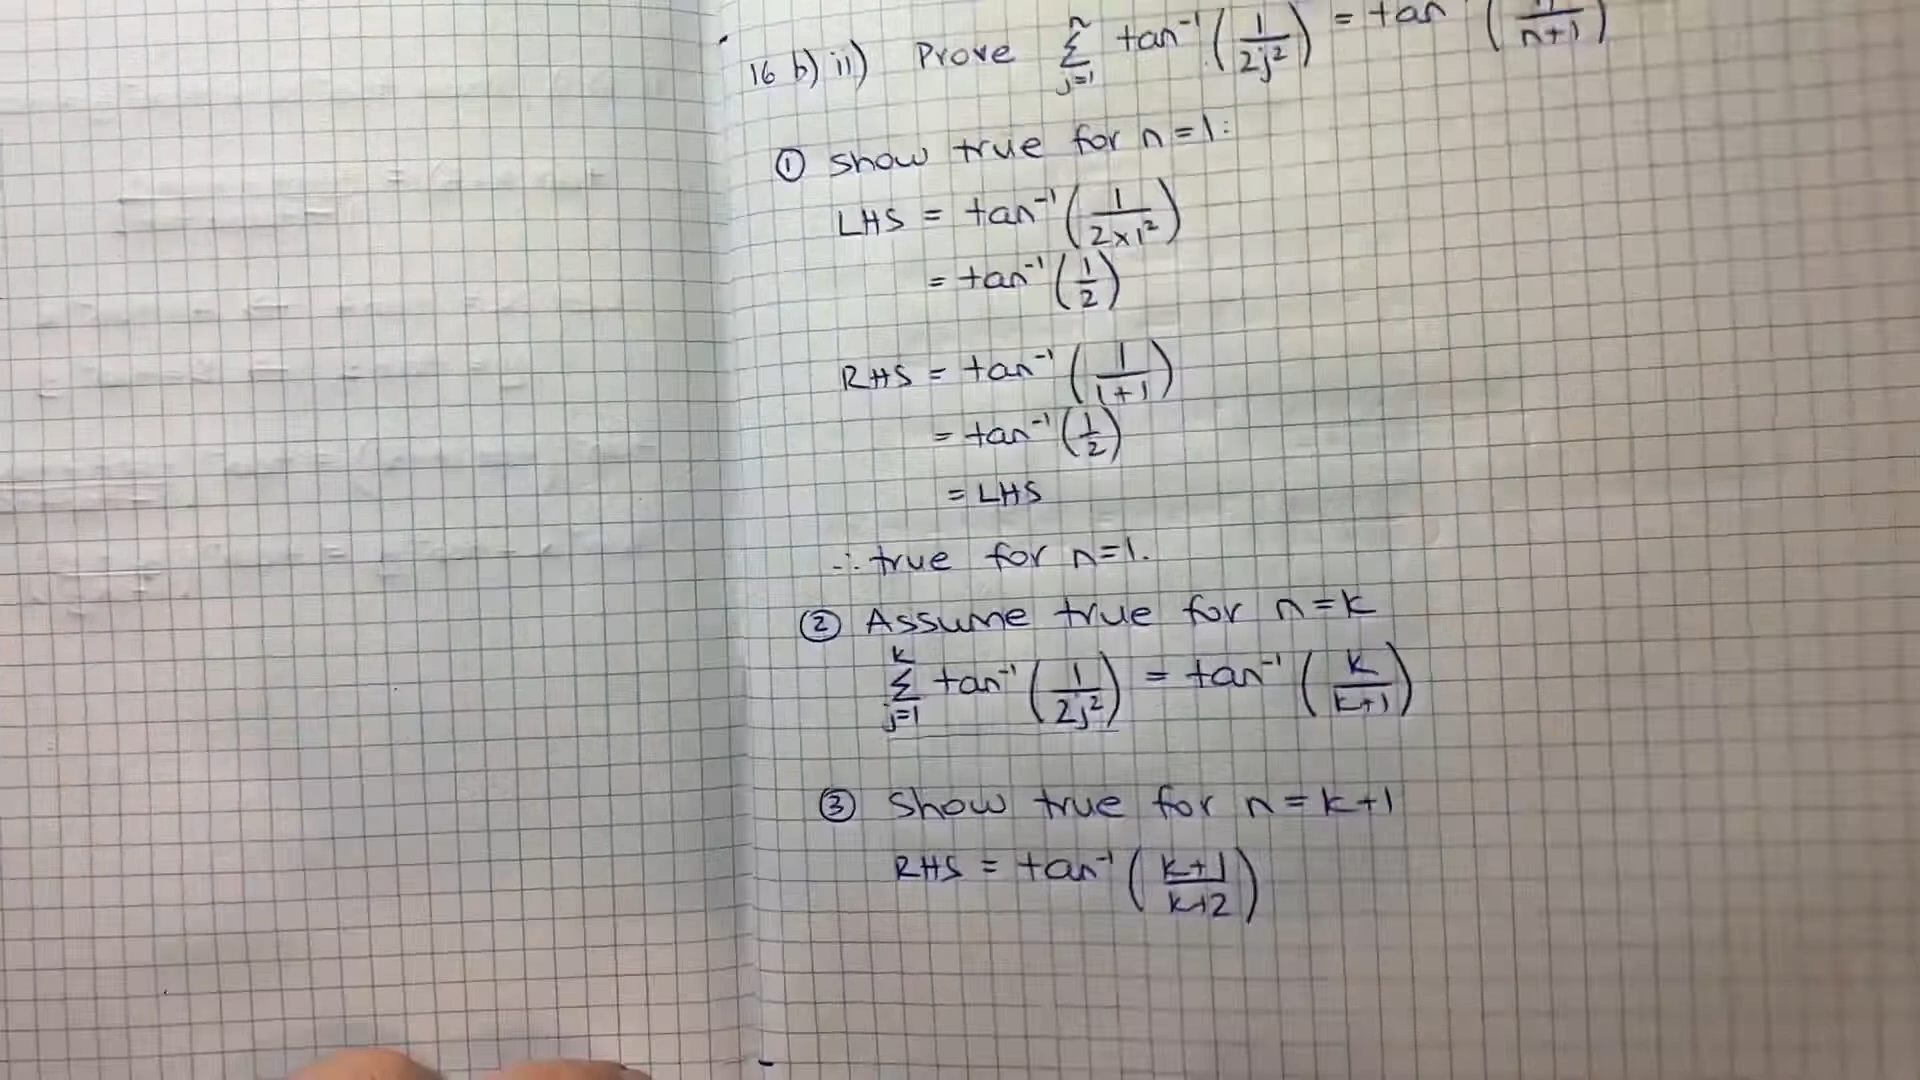 16 b) ii) Prove n Σ j=1 tan⁻¹ (1/2j²) = tan (n/n+1)
① Show true for n=1:
LHS = tan⁻¹ (1/2×1²)
= tan⁻¹ (1/2)
RHS = tan⁻¹ (1/1+1)
= tan⁻¹ (1/2)
= LHS
∴ true for n=1.
② Assume true for n=k
k Σ j=1 tan⁻¹ (1/2j²) = tan⁻¹ (k/k+1)
③ Show true for n=k+1
RHS = tan⁻¹ (k+1/k+2)